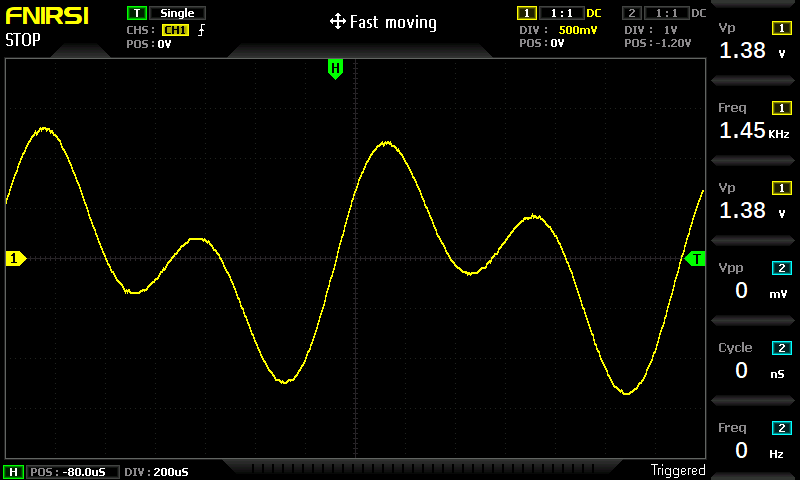 FNIRSI
STOP
T Single
CHS: CH1
POS: 0V
Fast moving
1 1:1 DC
DIV: 500mV
POS: 0V
2 1:1 DC
DIV: 1V
POS: -1.20V
H
1
T
Vp 1
1.38 V
Freq 1
1.45 KHz
Vp 1
1.38 V
Vpp 2
0 mV
Cycle 2
0 nS
Freq 2
0 Hz
H POS: -80.0uS DIV: 200uS
Triggered